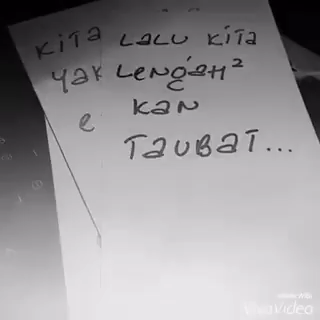 KITA LALU KITA
YAK LENGAH²
e KAN
TAUBAT...
VivaVideo